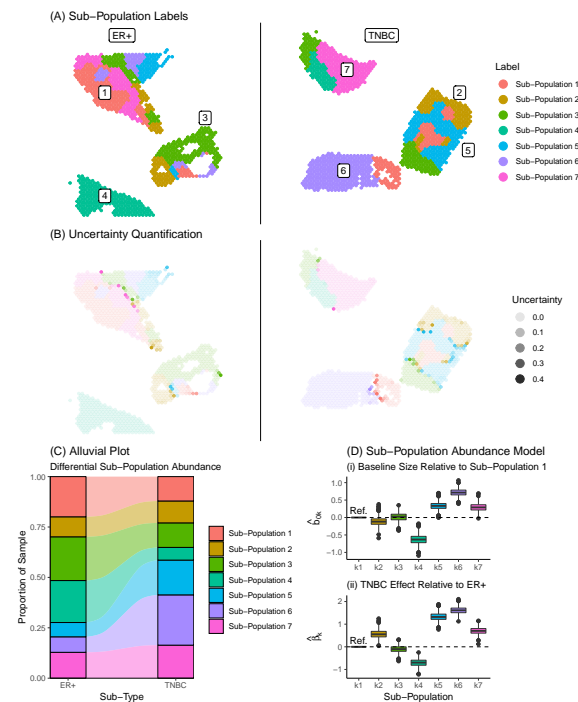 (A) Sub-Population Labels
ER+
TNBC
1
3
4
7
2
5
6
Label
Sub-Population 1
Sub-Population 2
Sub-Population 3
Sub-Population 4
Sub-Population 5
Sub-Population 6
Sub-Population 7
(B) Uncertainty Quantification
Uncertainty
0.0
0.1
0.2
0.3
0.4
(C) Alluvial Plot
Differential Sub-Population Abundance
Proportion of Sample
1.00
0.75
0.50
0.25
0.00
ER+
TNBC
Sub-Type
Sub-Population 1
Sub-Population 2
Sub-Population 3
Sub-Population 4
Sub-Population 5
Sub-Population 6
Sub-Population 7
(D) Sub-Population Abundance Model
(i) Baseline Size Relative to Sub-Population 1
1.0
0.5
0.0
-0.5
-1.0
Ref.
k1 k2 k3 k4 k5 k6 k7
(ii) TNBC Effect Relative to ER+
2
1
0
-1
Ref.
k1 k2 k3 k4 k5 k6 k7
Sub-Population